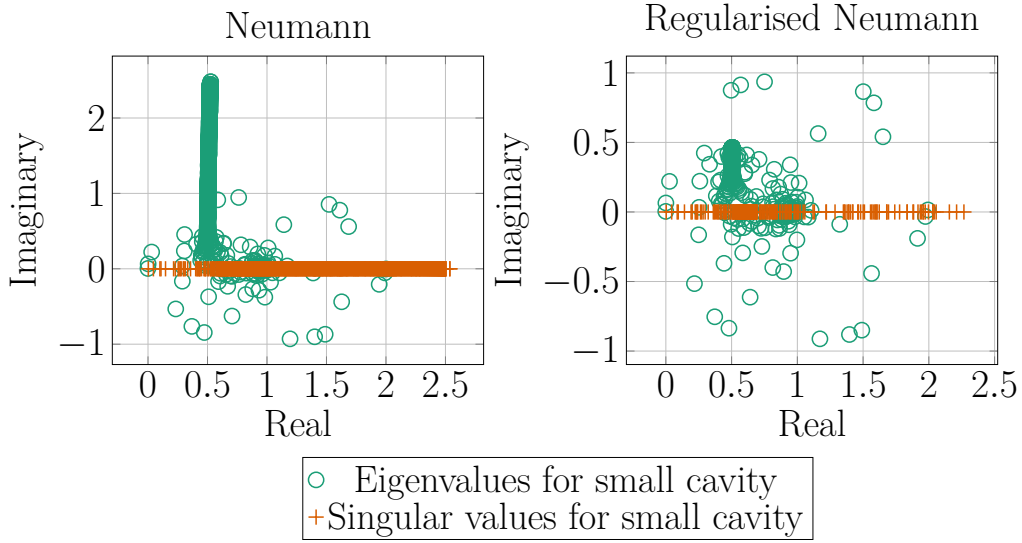 Neumann
Imaginary
2
1
0
−1
0 0.5 1 1.5 2 2.5
Real
Regularised Neumann
Imaginary
1
0.5
0
−0.5
−1
0 0.5 1 1.5 2 2.5
Real
Eigenvalues for small cavity
Singular values for small cavity